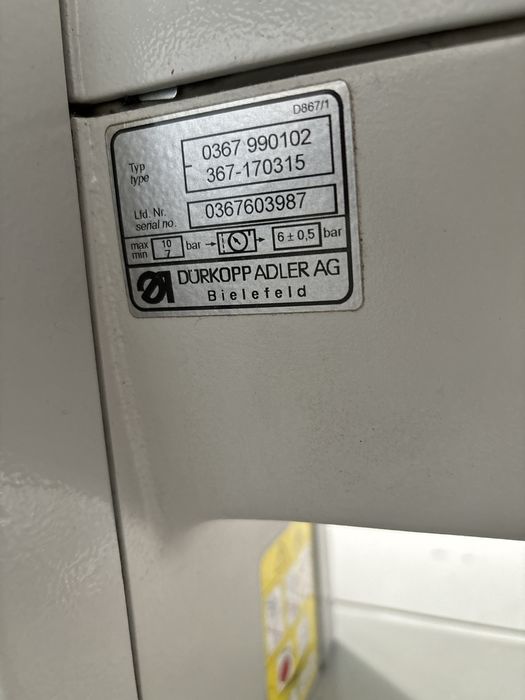 D867/1
Typ
type
0367 990102
367-170315
Lfd. Nr.
serial no.
0367603987
max
min
10
7
bar
6 ± 0,5
bar
DÜRKOPP ADLER AG
Bielefeld